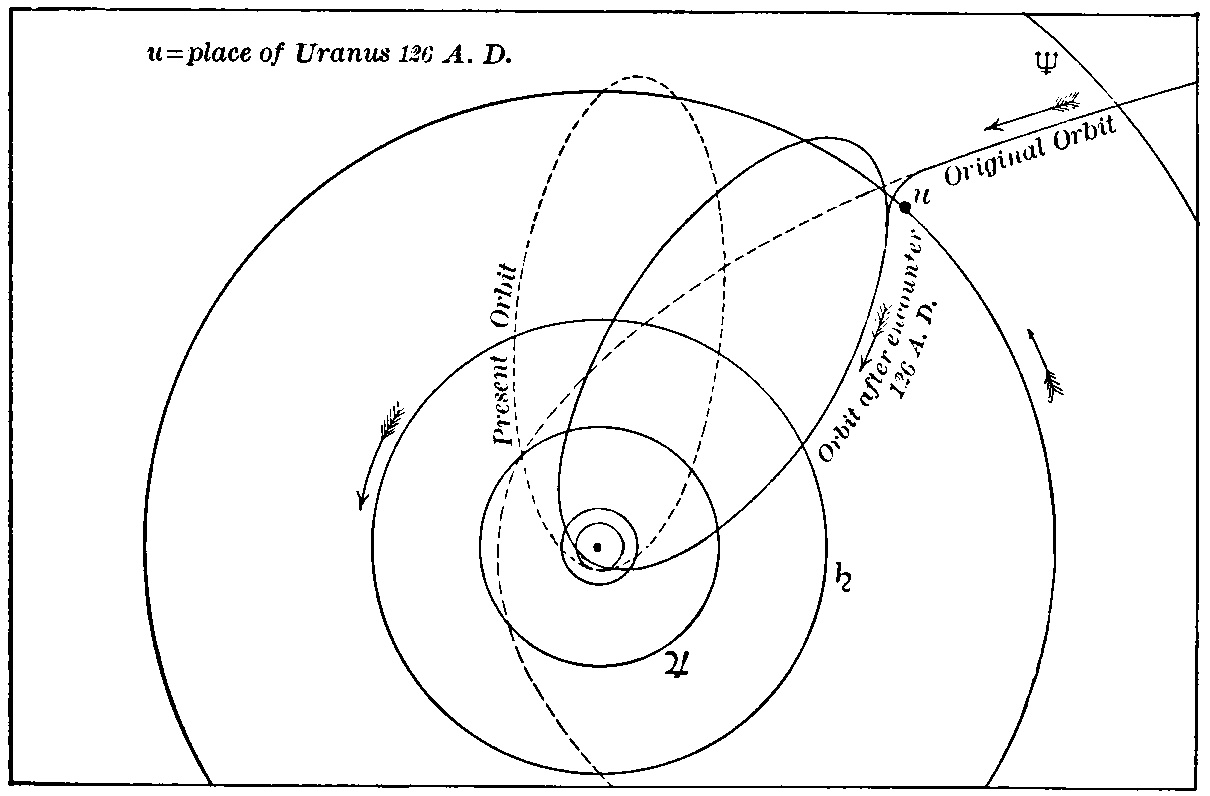 u=place of Uranus 126 A. D.
Ψ
Original Orbit
u
Present Orbit
Orbit after encounter
126 A. D.
♄
♃